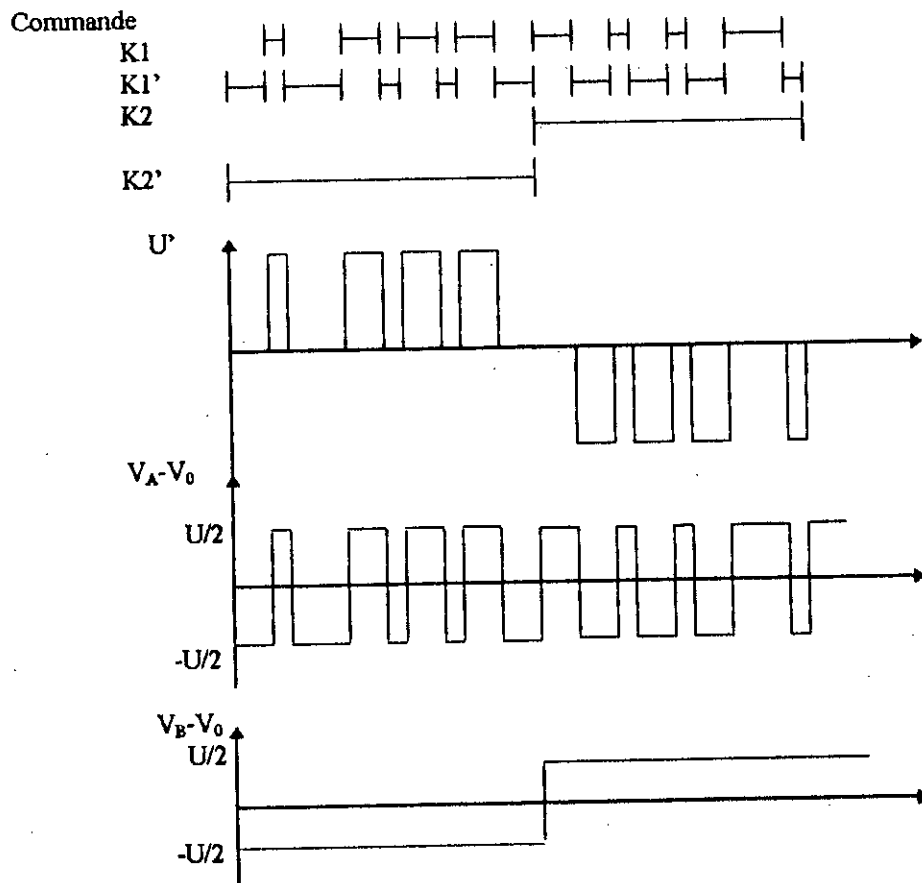 Commande
K1
K1’
K2
K2’
U’
V_A-V_0
U/2
-U/2
V_B-V_0
U/2
-U/2